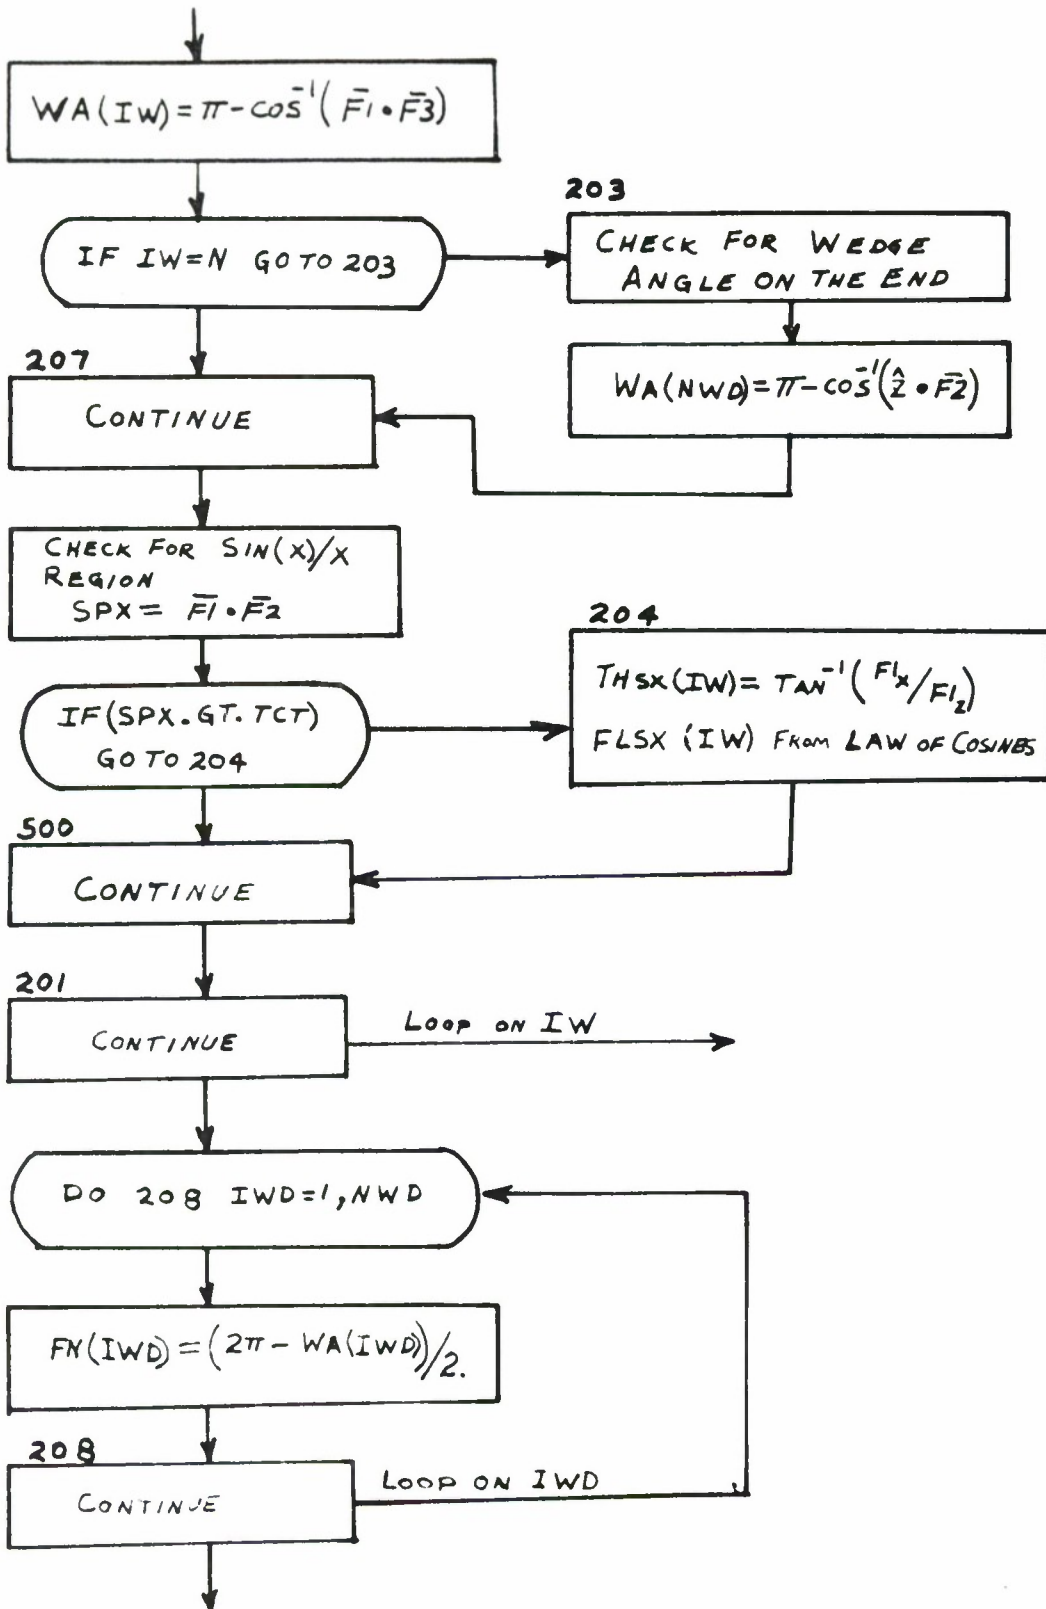 WA(IW)=π-cos⁻¹(F̄1•F̄3)
IF IW=N GO TO 203
203
CHECK FOR WEDGE
ANGLE ON THE END
WA(NWD)=π-cos⁻¹(ẑ•F̄2)
207
CONTINUE
CHECK FOR SIN(X)/X
REGION
SPX= F̄1•F̄2
IF(SPX.GT.TCT)
GO TO 204
204
THSX(IW)= TAN⁻¹(F1x/F1z)
FLSX (IW) FROM LAW OF COSINES
500
CONTINUE
201
CONTINUE
LOOP ON IW
DO 208 IWD=1,NWD
FN(IWD)=(2π-WA(IWD))/2.
208
CONTINUE
LOOP ON IWD